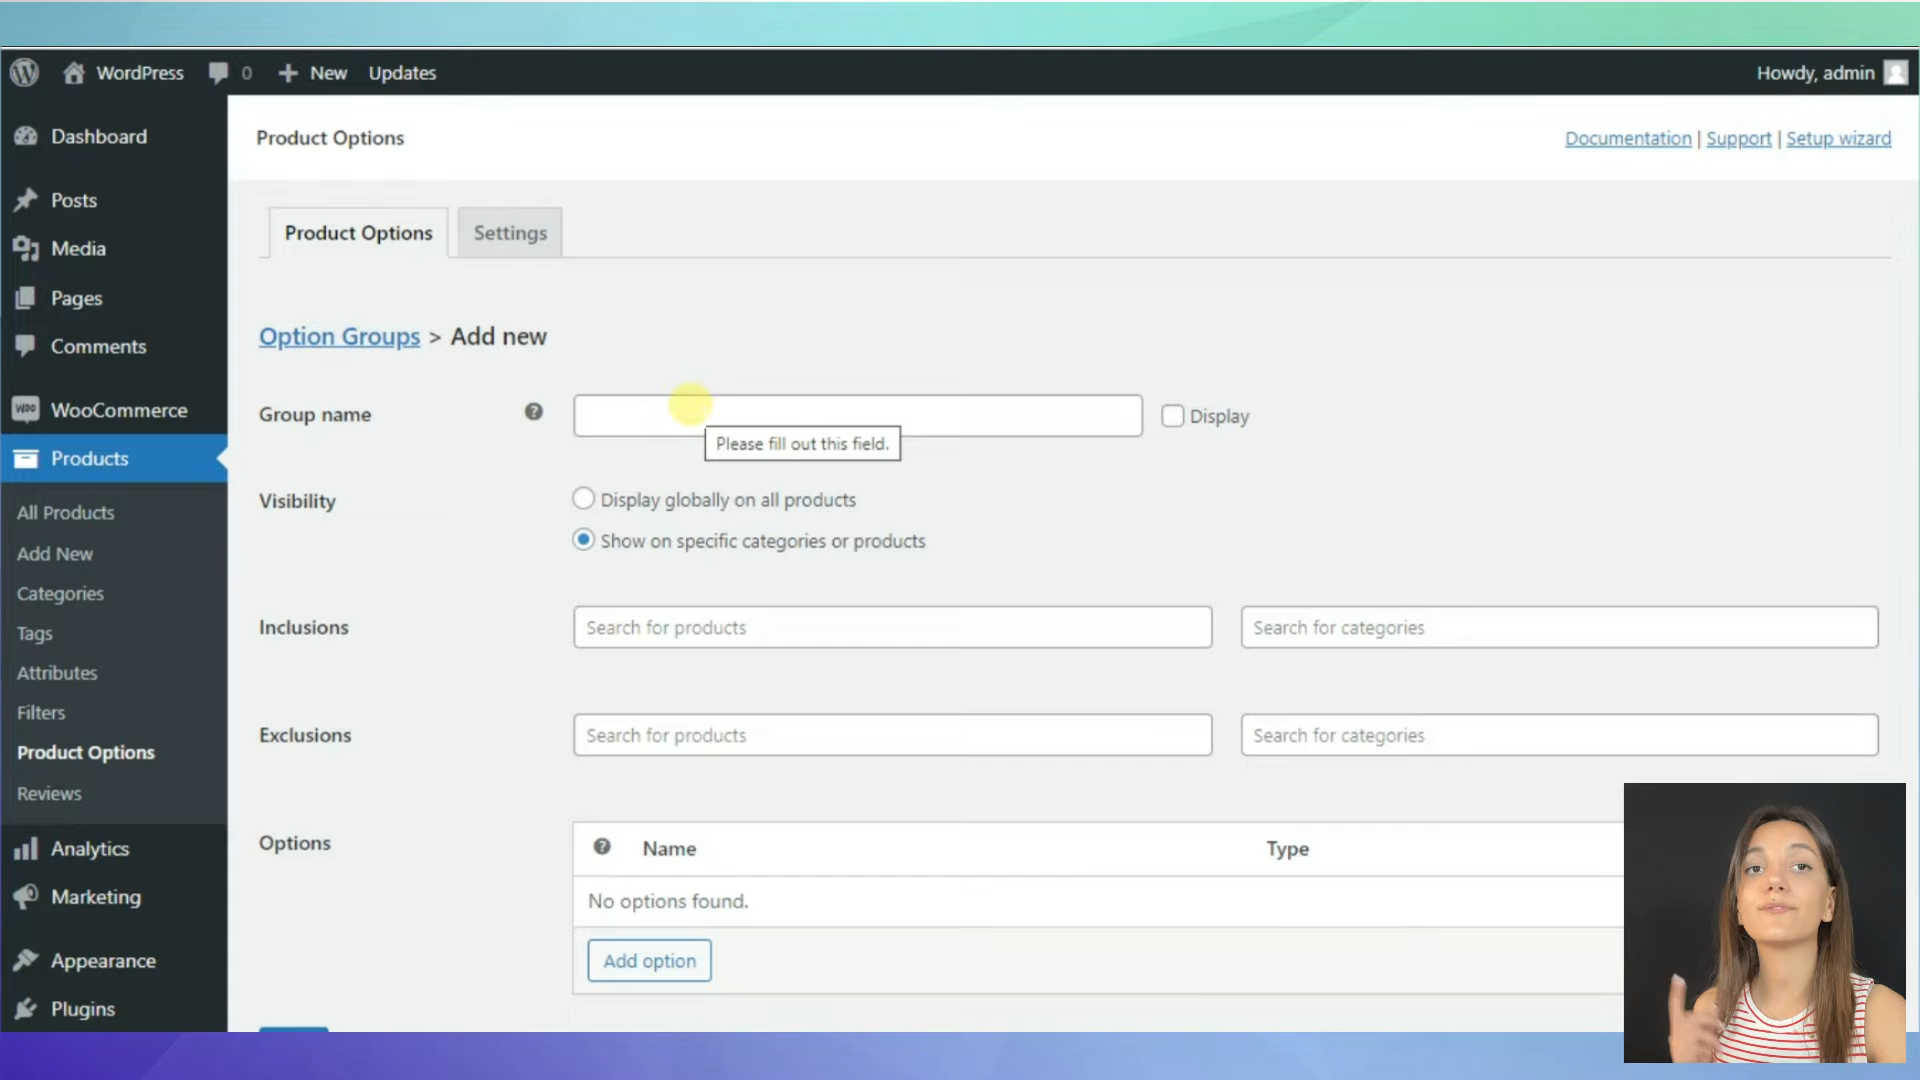 WordPress 0 New Updates Howdy, admin
Dashboard
Posts
Media
Pages
Comments
WOO WooCommerce
Products
All Products
Add New
Categories
Tags
Attributes
Filters
Product Options
Reviews
Analytics
Marketing
Appearance
Plugins
Product Options Documentation | Support | Setup wizard
Product Options Settings
Option Groups > Add new
Group name ? Display
Please fill out this field.
Visibility Display globally on all products
Show on specific categories or products
Inclusions Search for products Search for categories
Exclusions Search for products Search for categories
Options ? Name Type
No options found.
Add option